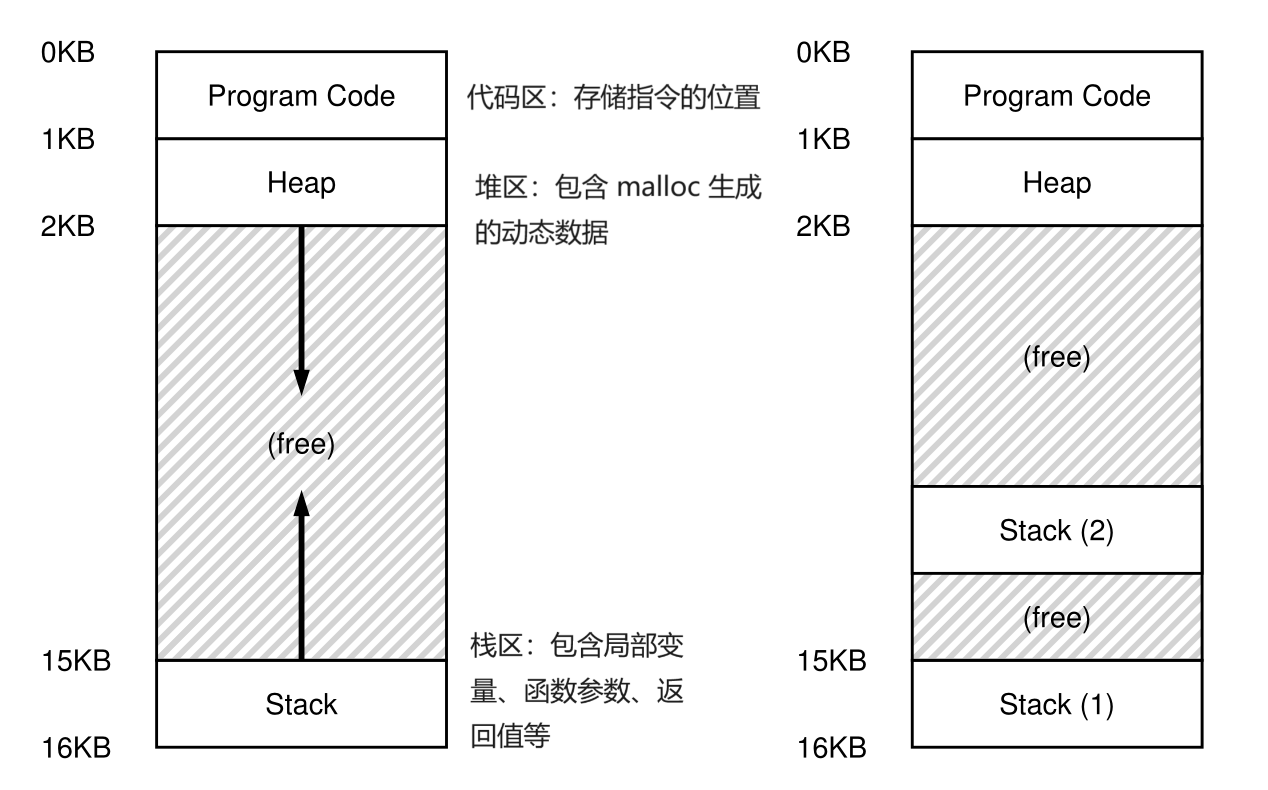 0KB
Program Code
代码区：存储指令的位置
1KB
Heap
堆区：包含 malloc 生成
的动态数据
2KB
(free)
栈区：包含局部变
量、函数参数、返
回值等
15KB
Stack
16KB
0KB
Program Code
1KB
Heap
2KB
(free)
Stack (2)
(free)
15KB
Stack (1)
16KB